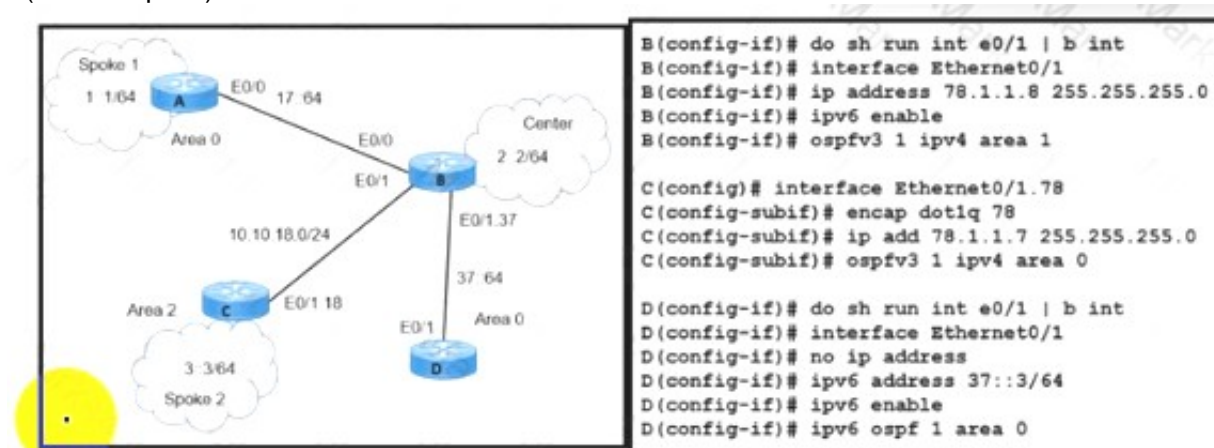 Spoke 1
1 1/64
A
E0/0
17 :64
Area 0
Center
2 2/64
E0/0
E0/1
B
E0/1.37
10.10.18.0/24
37 :64
Area 2
C
E0/1 18
E0/1
Area 0
3 :3/64
D
Spoke 2
B(config-if)# do sh run int e0/1 | b int
B(config-if)# interface Ethernet0/1
B(config-if)# ip address 78.1.1.8 255.255.255.0
B(config-if)# ipv6 enable
B(config-if)# ospfv3 1 ipv4 area 1
C(config)# interface Ethernet0/1.78
C(config-subif)# encap dot1q 78
C(config-subif)# ip add 78.1.1.7 255.255.255.0
C(config-subif)# ospfv3 1 ipv4 area 0
D(config-if)# do sh run int e0/1 | b int
D(config-if)# interface Ethernet0/1
D(config-if)# no ip address
D(config-if)# ipv6 address 37::3/64
D(config-if)# ipv6 enable
D(config-if)# ipv6 ospf 1 area 0